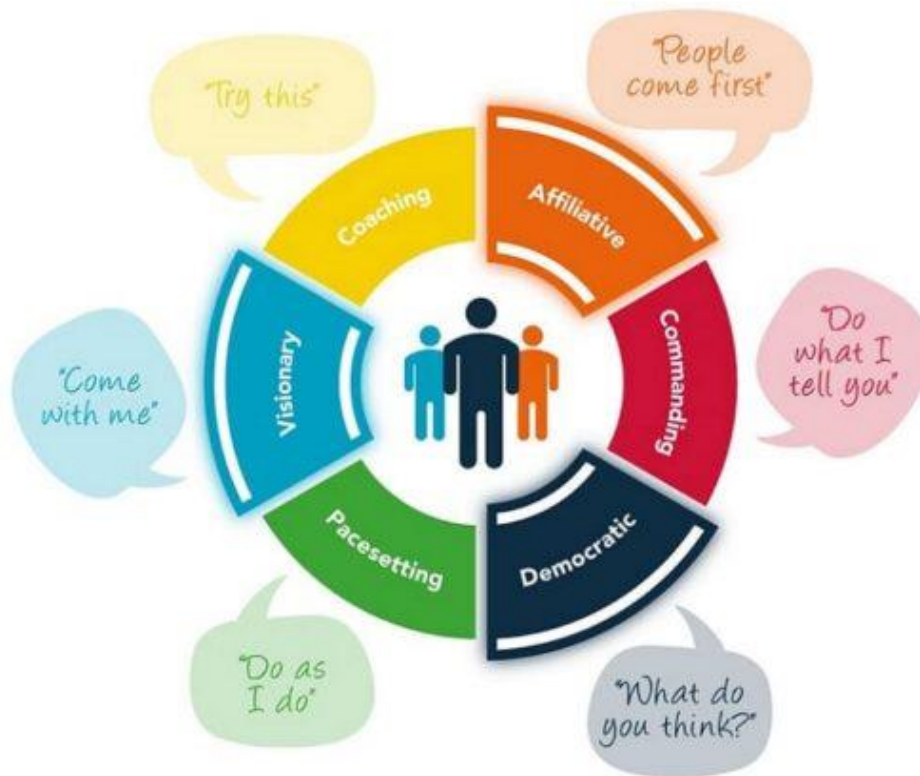 "Try this"
"People
come first"
Coaching
Affiliative
Visionary
Commanding
"Come
with me"
"Do
what I
tell you"
Pacesetting
Democratic
"Do as
I do"
"What do
you think?"